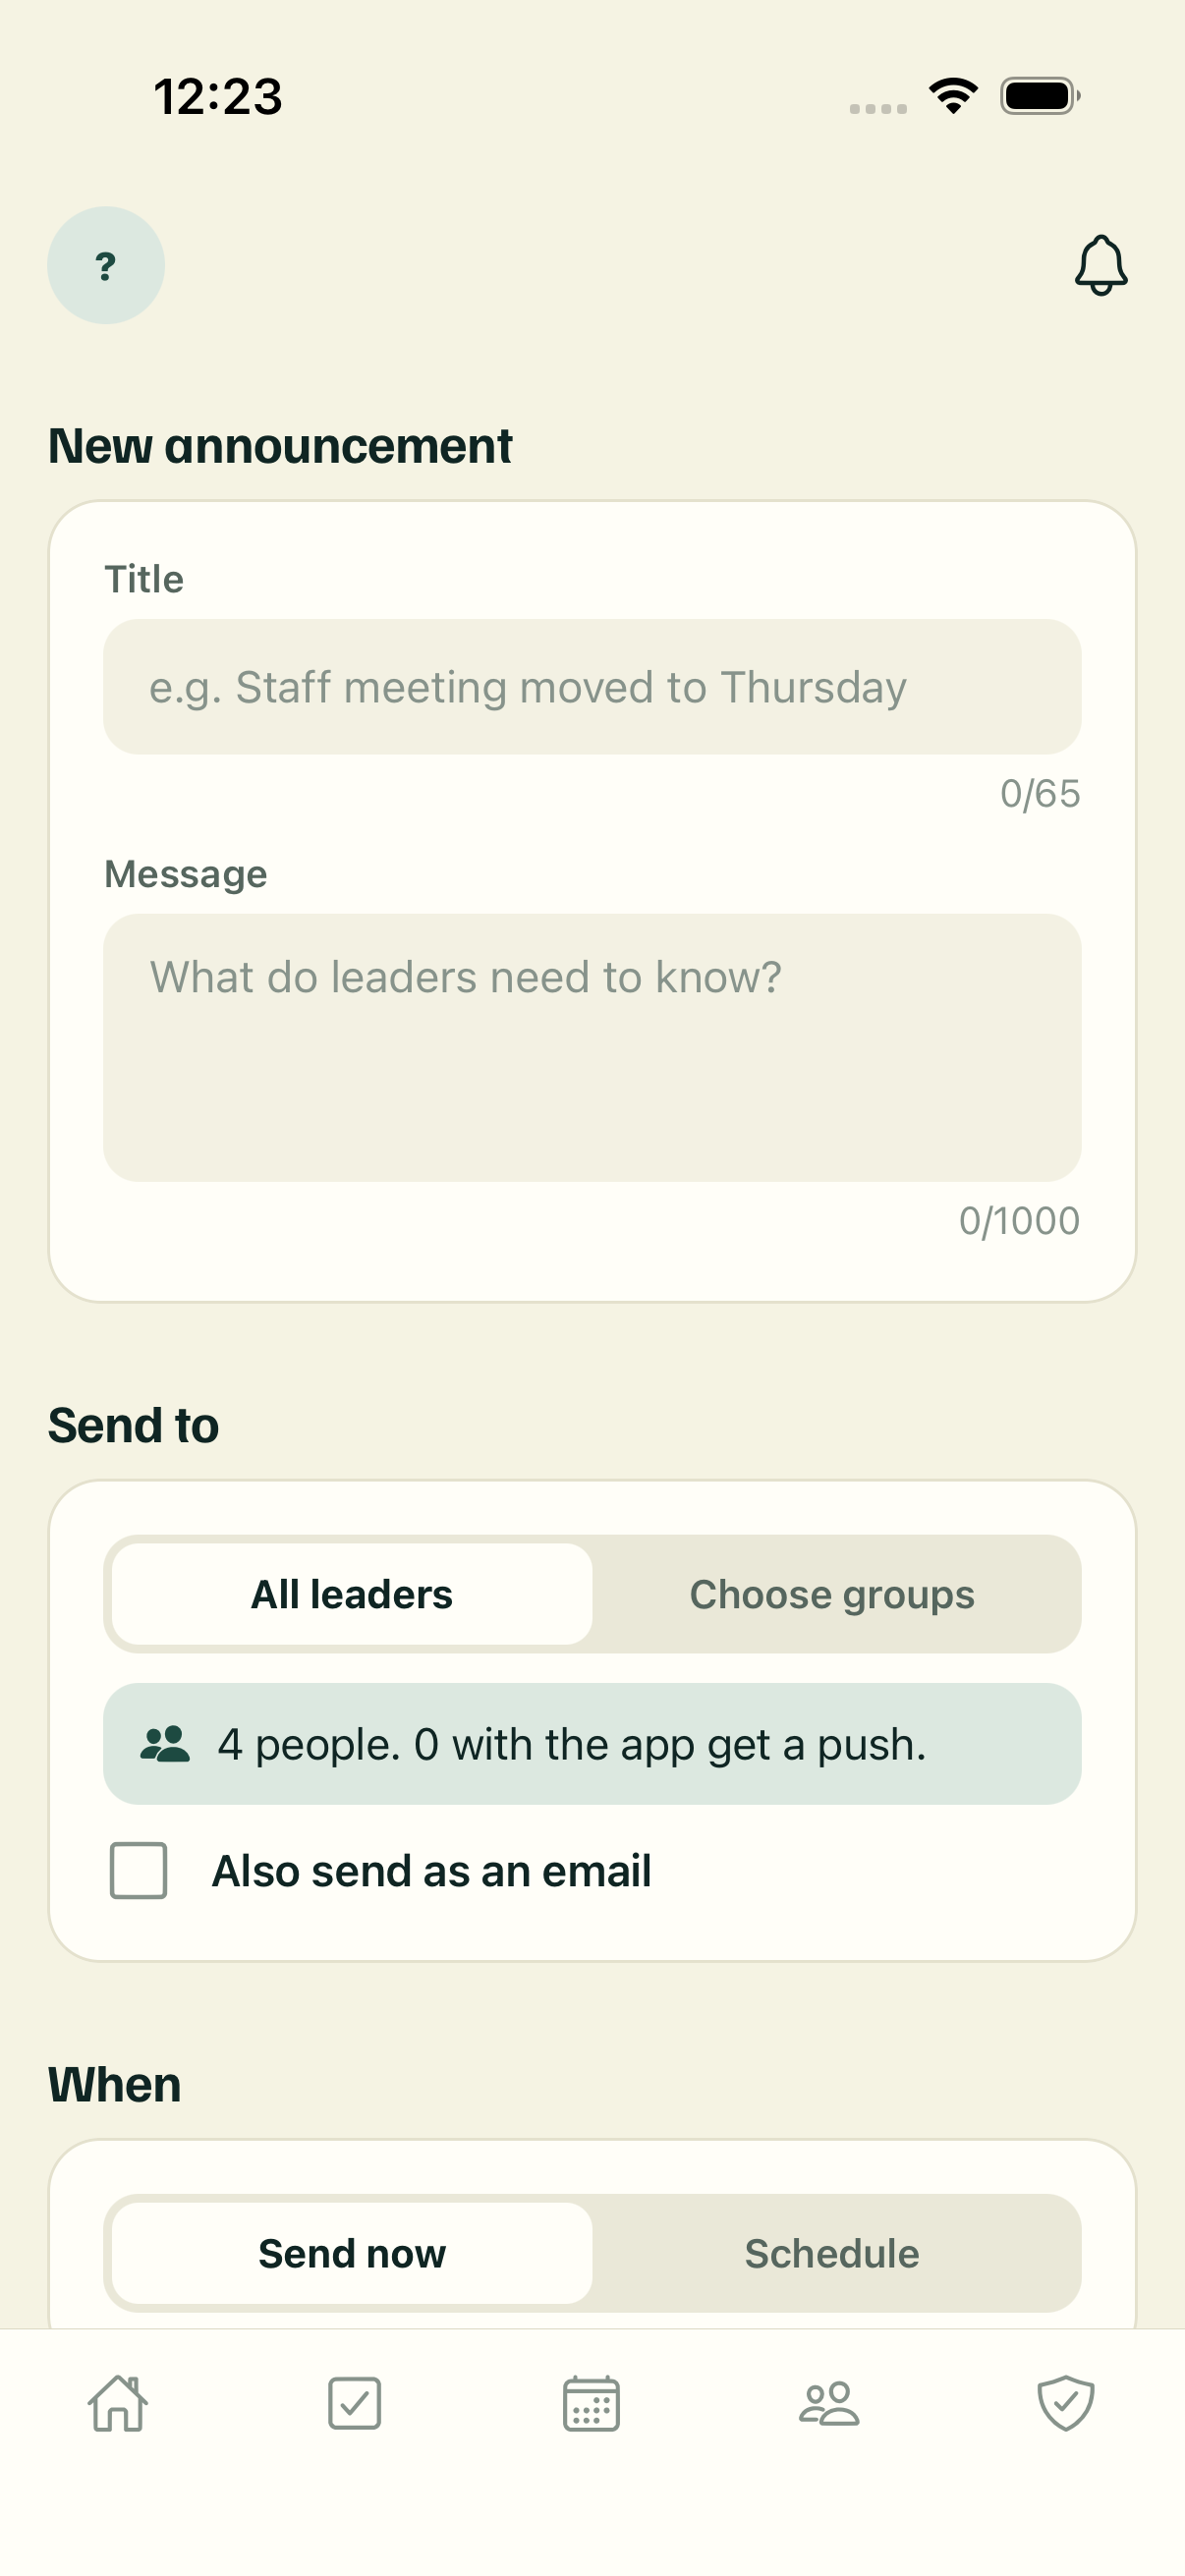 12:23
?
New announcement
Title
e.g. Staff meeting moved to Thursday
0/65
Message
What do leaders need to know?
0/1000
Send to
All leaders
Choose groups
4 people. 0 with the app get a push.
Also send as an email
When
Send now
Schedule